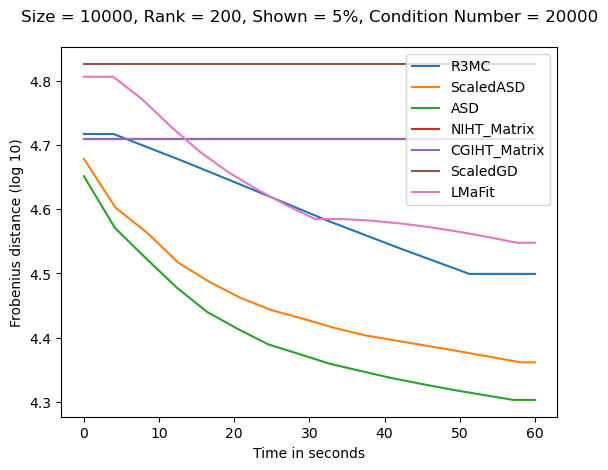 Size = 10000, Rank = 200, Shown = 5%, Condition Number = 20000
4.8
4.7
4.6
4.5
4.4
4.3
Frobenius distance (log 10)
R3MC
ScaledASD
ASD
NIHT_Matrix
CGIHT_Matrix
ScaledGD
LMaFit
0 10 20 30 40 50 60
Time in seconds